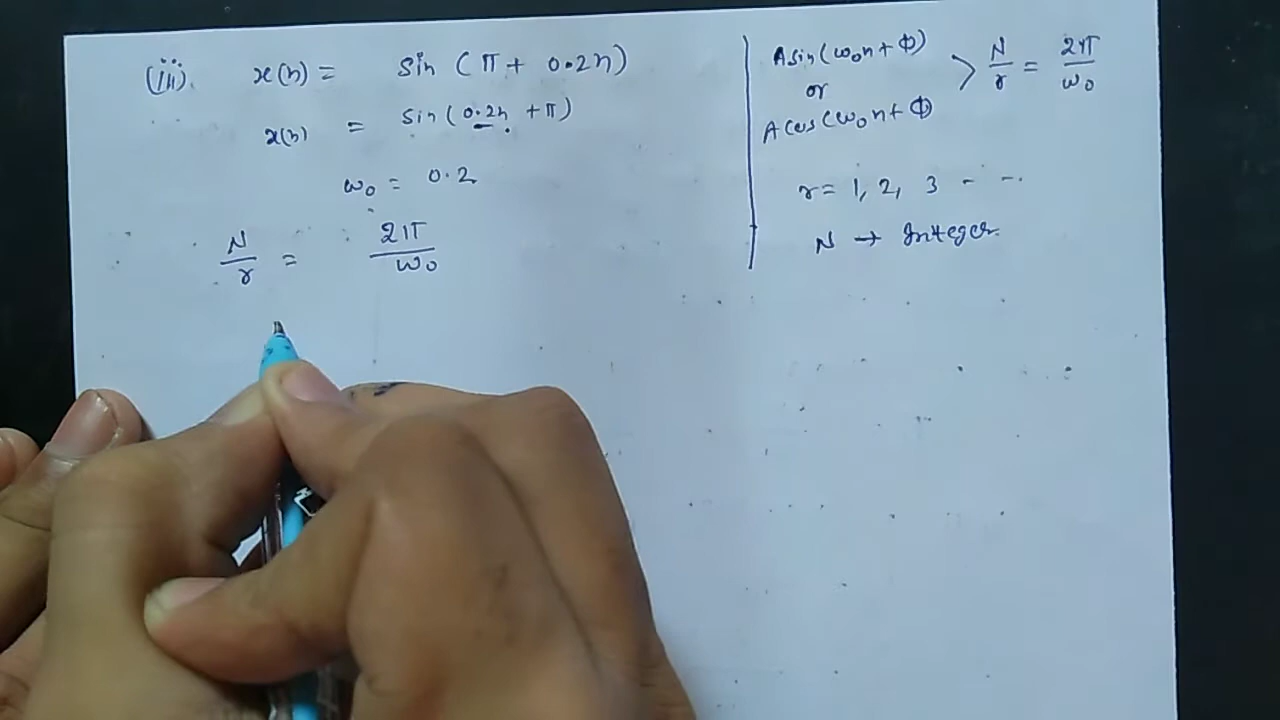 (iii). x(n) = sin (π + 0.2n)
x(n) = sin (0.2n + π)
ω₀ = 0.2
N/r = 2π/ω₀
A sin (ω₀n + Φ)
or
A cos (ω₀n + Φ
> N/r = 2π/ω₀
r = 1, 2, 3 - - -
N → Integer.